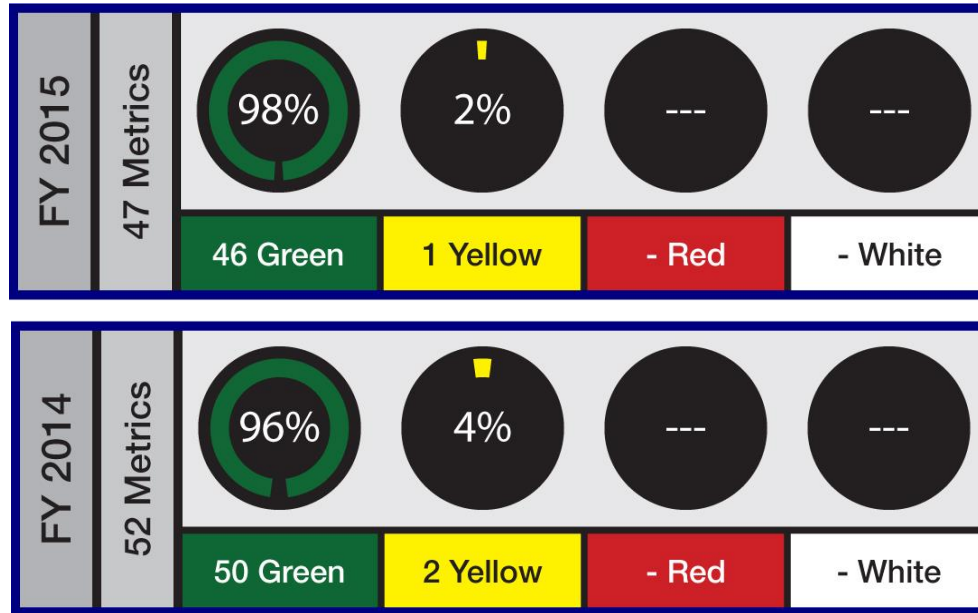 FY 2015
47 Metrics
98%
2%
---
---
46 Green
1 Yellow
- Red
- White
FY 2014
52 Metrics
96%
4%
---
---
50 Green
2 Yellow
- Red
- White